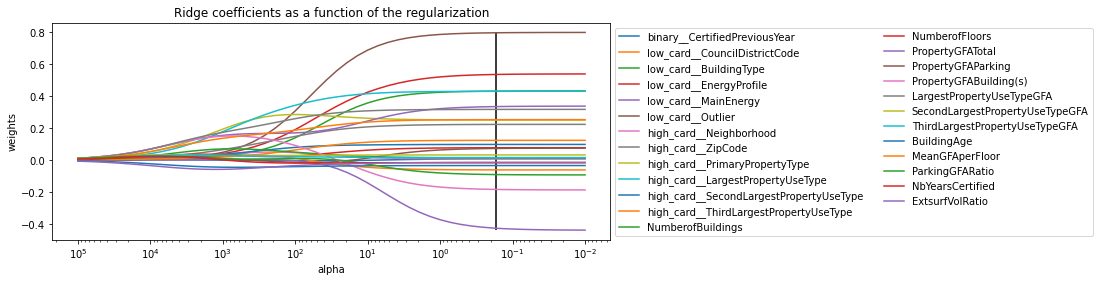 Ridge coefficients as a function of the regularization
weights
0.8
0.6
0.4
0.2
0.0
−0.2
−0.4
10^5
10^4
10^3
10^2
10^1
10^0
10^-1
10^-2
alpha
binary__CertifiedPreviousYear
low_card__CouncilDistrictCode
low_card__BuildingType
low_card__EnergyProfile
low_card__MainEnergy
low_card__Outlier
high_card__Neighborhood
high_card__ZipCode
high_card__PrimaryPropertyType
high_card__LargestPropertyUseType
high_card__SecondLargestPropertyUseType
high_card__ThirdLargestPropertyUseType
NumberofBuildings
NumberofFloors
PropertyGFATotal
PropertyGFAParking
PropertyGFABuilding(s)
LargestPropertyUseTypeGFA
SecondLargestPropertyUseTypeGFA
ThirdLargestPropertyUseTypeGFA
BuildingAge
MeanGFAperFloor
ParkingGFARatio
NbYearsCertified
ExtsurfVolRatio